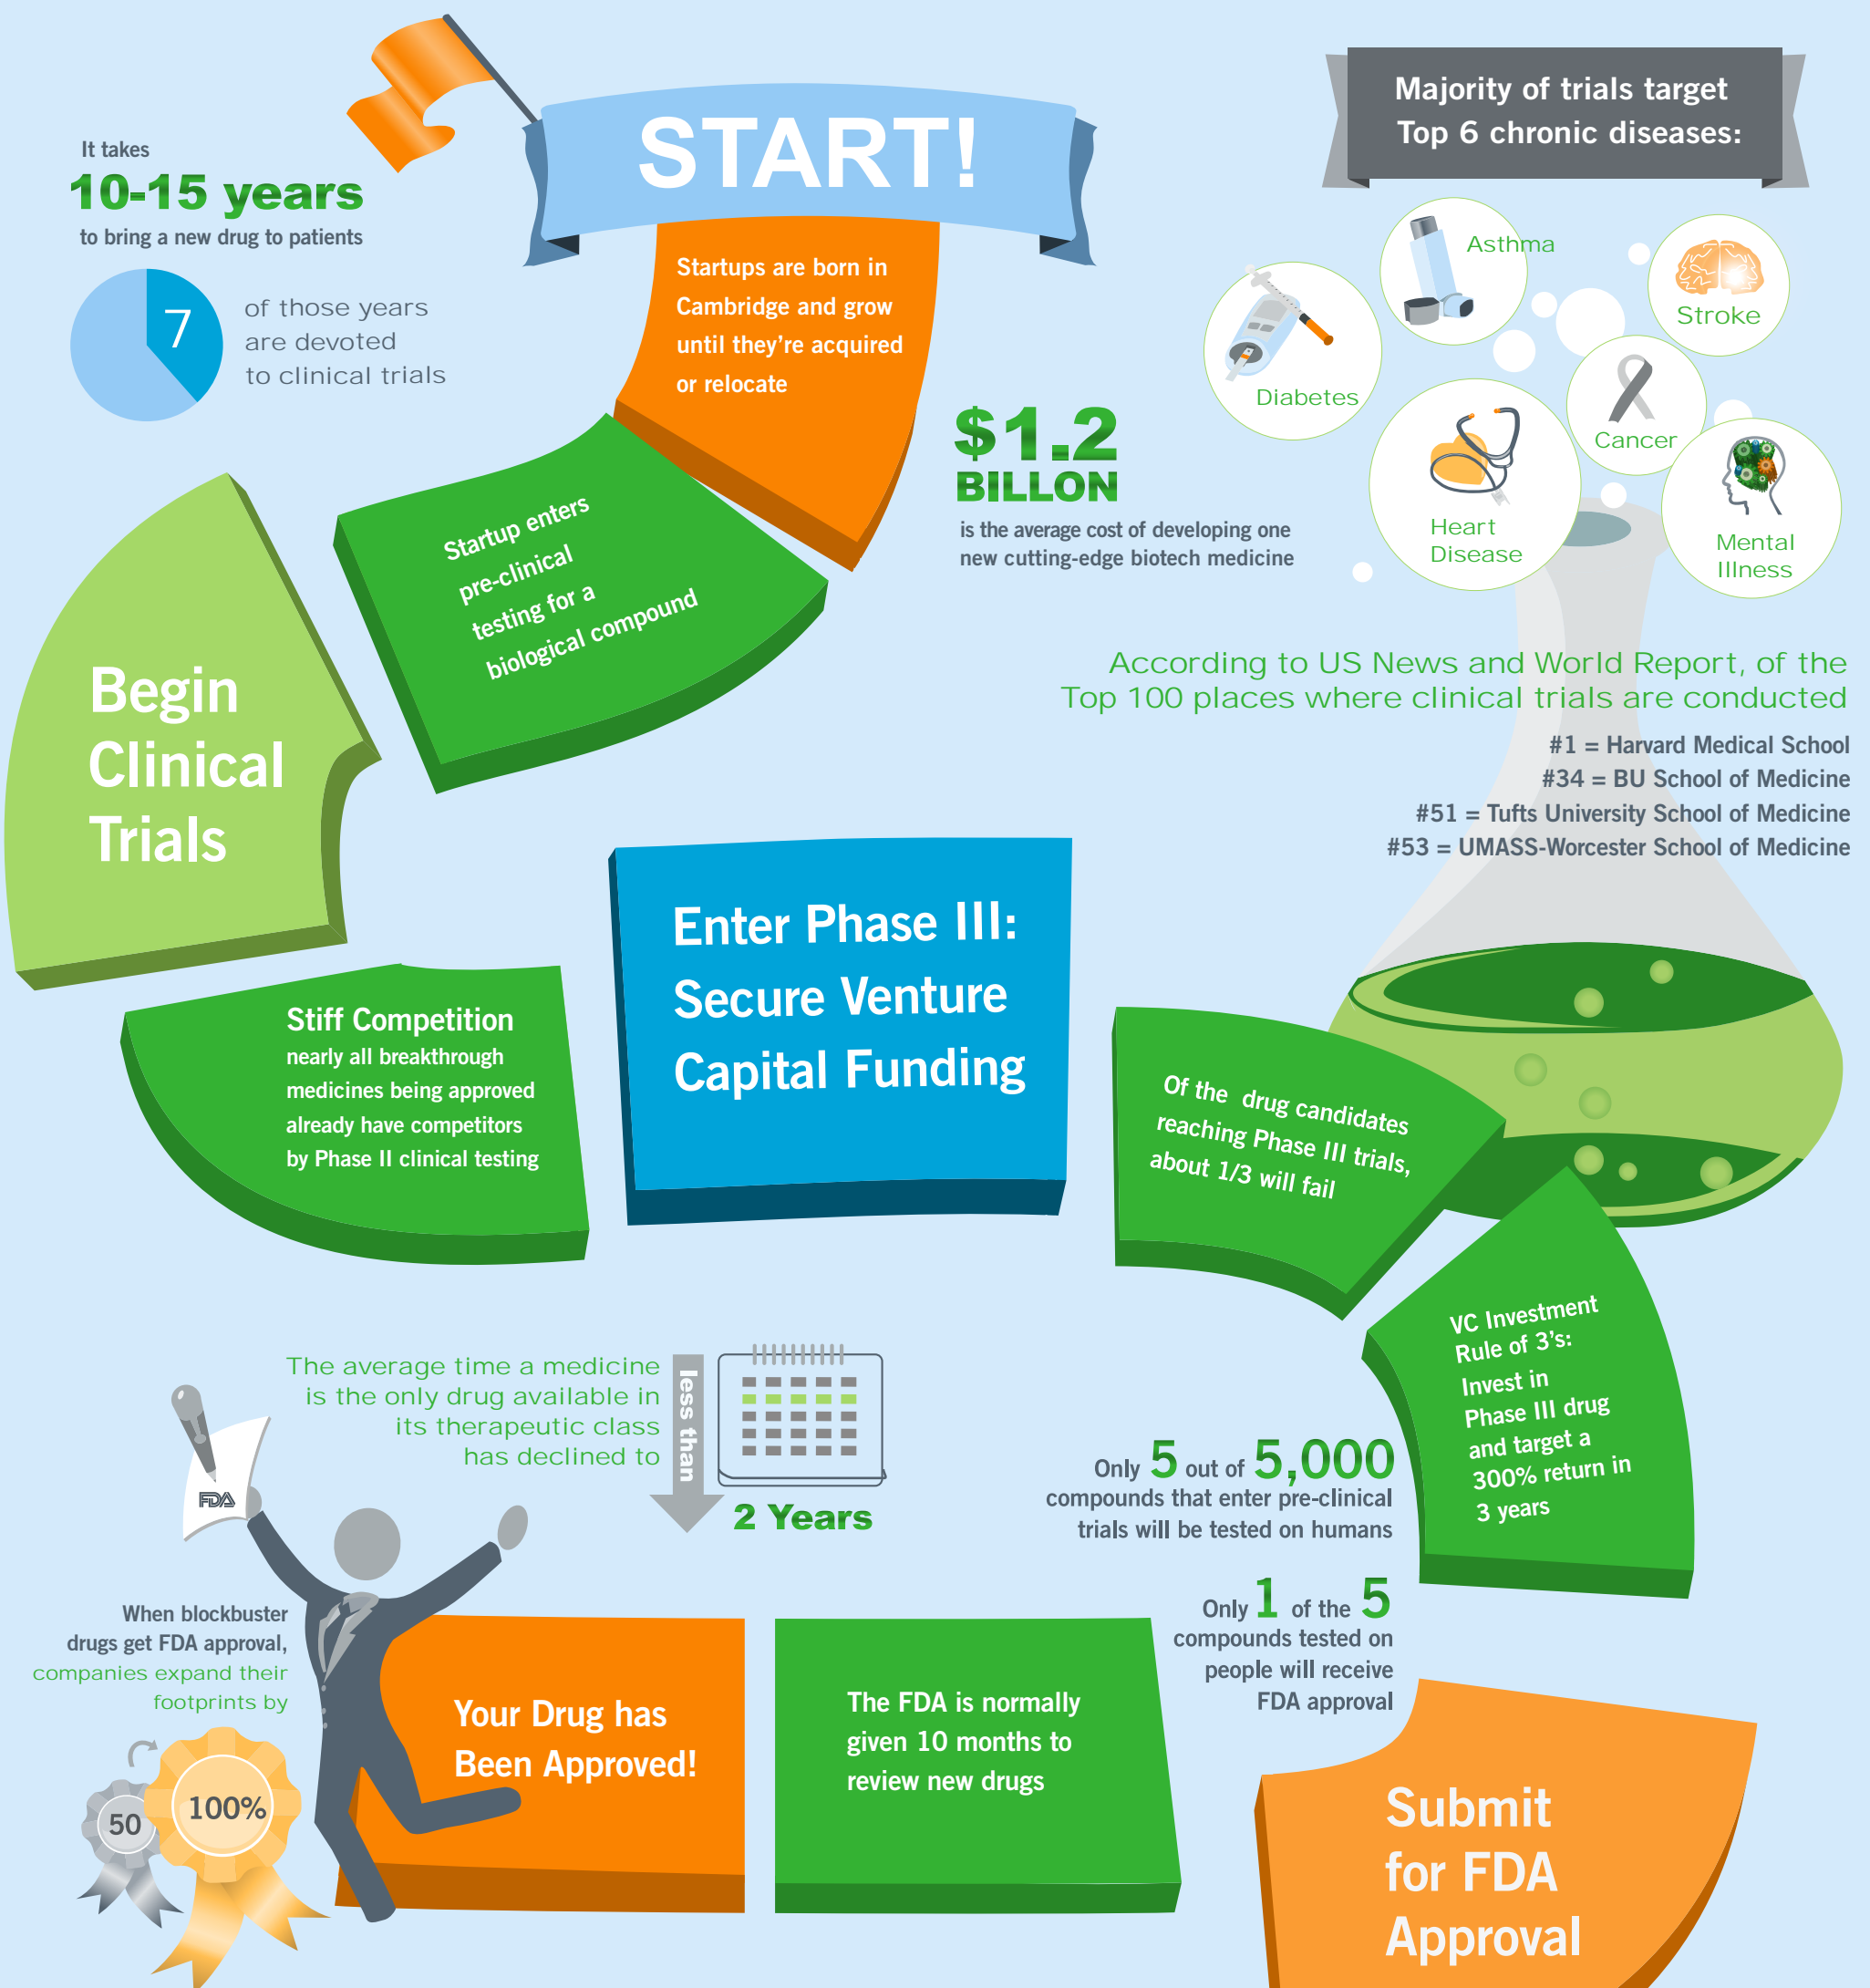 START!
It takes
10-15 years
to bring a new drug to patients
7
of those years
are devoted
to clinical trials
Startups are born in
Cambridge and grow
until they're acquired
or relocate
Majority of trials target
Top 6 chronic diseases:
Asthma
Stroke
Diabetes
Cancer
Heart
Disease
Mental
Illness
$1.2
BILLON
is the average cost of developing one
new cutting-edge biotech medicine
Startup enters
pre-clinical
testing for a
biological compound
According to US News and World Report, of the
Top 100 places where clinical trials are conducted
#1 = Harvard Medical School
#34 = BU School of Medicine
#51 = Tufts University School of Medicine
#53 = UMASS-Worcester School of Medicine
Begin
Clinical
Trials
Stiff Competition
nearly all breakthrough
medicines being approved
already have competitors
by Phase II clinical testing
Enter Phase III:
Secure Venture
Capital Funding
Of the drug candidates
reaching Phase III trials,
about 1/3 will fail
VC Investment
Rule of 3's:
Invest in
Phase III drug
and target a
300% return in
3 years
The average time a medicine
is the only drug available in
its therapeutic class
has declined to
less than
2 Years
Only 5 out of 5,000
compounds that enter pre-clinical
trials will be tested on humans
Only 1 of the 5
compounds tested on
people will receive
FDA approval
Submit
for FDA
Approval
The FDA is normally
given 10 months to
review new drugs
Your Drug has
Been Approved!
FDA
When blockbuster
drugs get FDA approval,
companies expand their
footprints by
50
100%